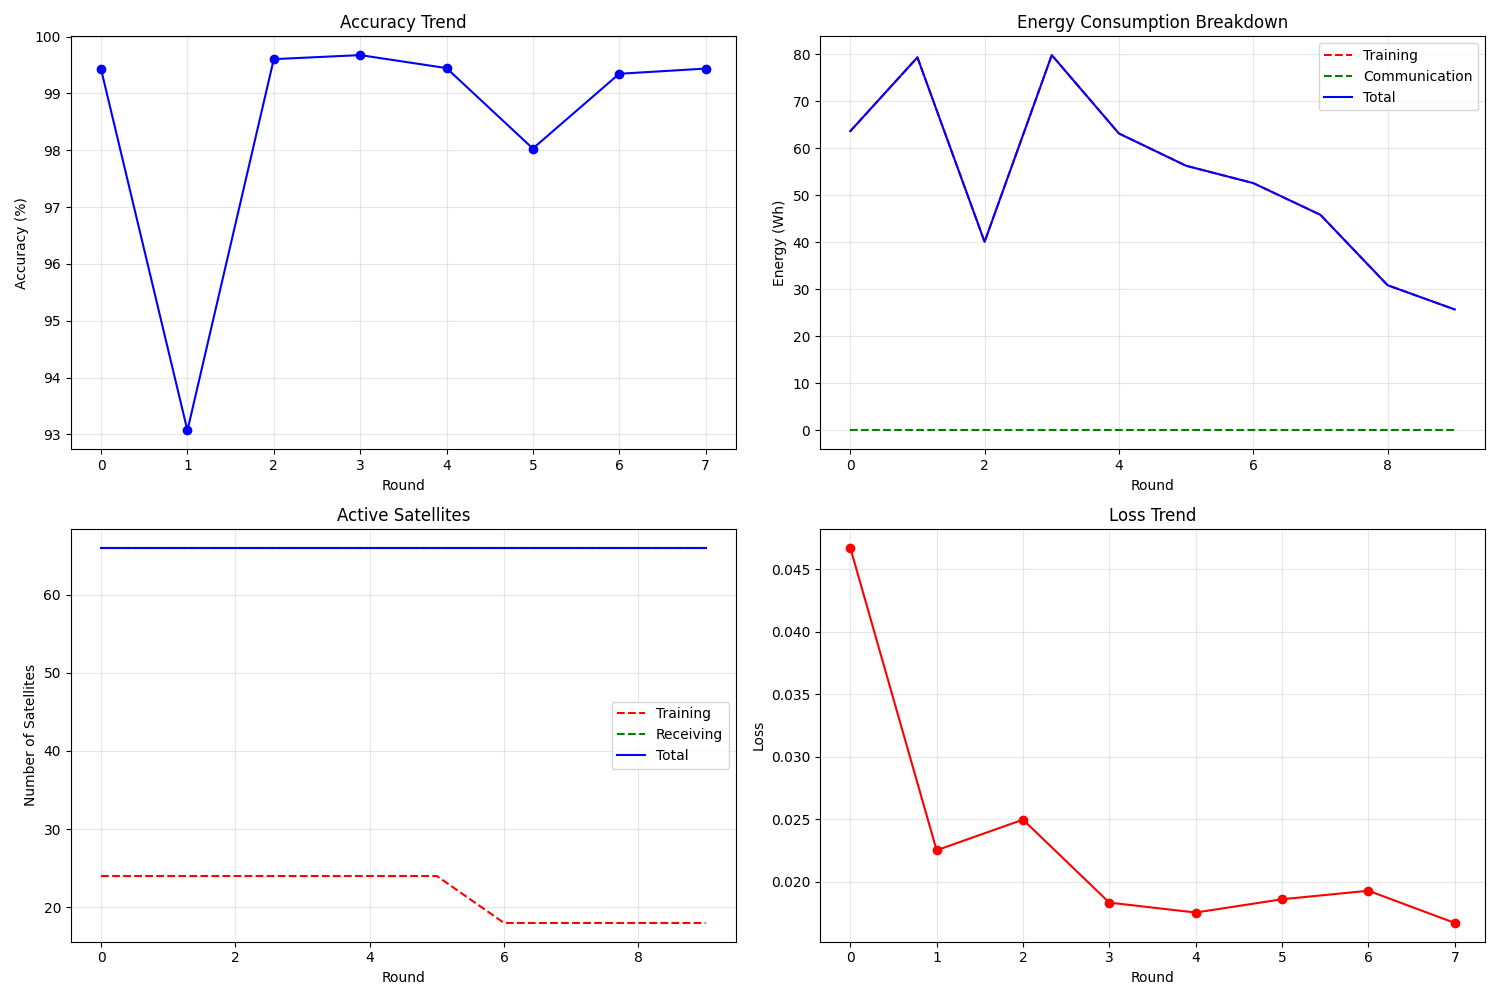 Accuracy Trend
Accuracy (%)
100
99
98
97
96
95
94
93
0 1 2 3 4 5 6 7
Round
Energy Consumption Breakdown
Energy (Wh)
80
70
60
50
40
30
20
10
0
Training
Communication
Total
0 2 4 6 8
Round
Active Satellites
Number of Satellites
60
50
40
30
20
Training
Receiving
Total
0 2 4 6 8
Round
Loss Trend
Loss
0.045
0.040
0.035
0.030
0.025
0.020
0 1 2 3 4 5 6 7
Round